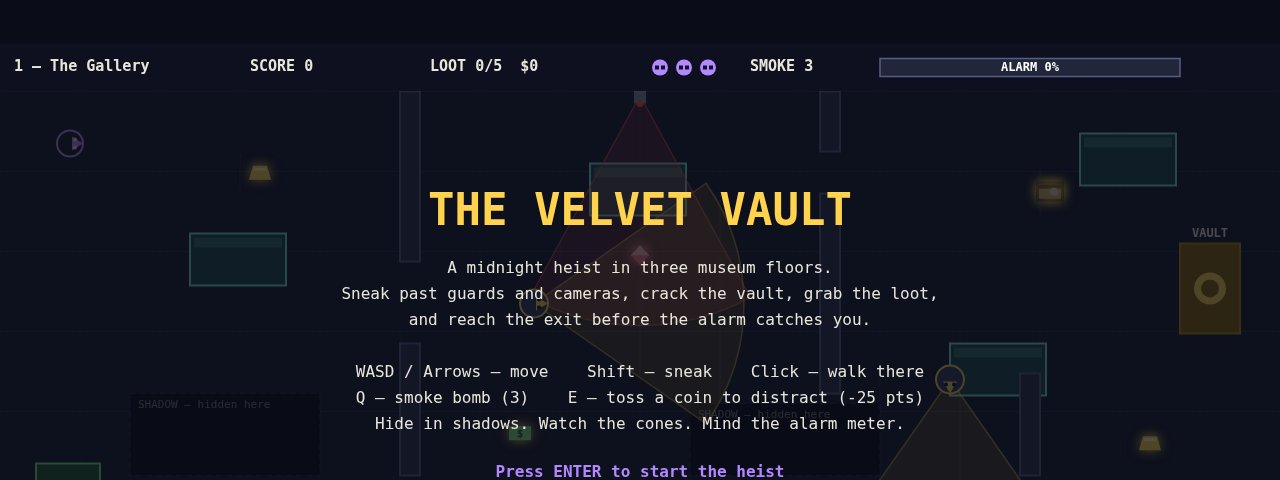 1 — The Gallery SCORE 0 LOOT 0/5 $0 SMOKE 3 ALARM 0%
THE VELVET VAULT
VAULT
A midnight heist in three museum floors.
Sneak past guards and cameras, crack the vault, grab the loot,
and reach the exit before the alarm catches you.
WASD / Arrows — move Shift — sneak Click — walk there
Q — smoke bomb (3) E — toss a coin to distract (-25 pts)
SHADOW — hidden here
SHADOW — hidden here
Hide in shadows. Watch the cones. Mind the alarm meter.
$
Press ENTER to start the heist